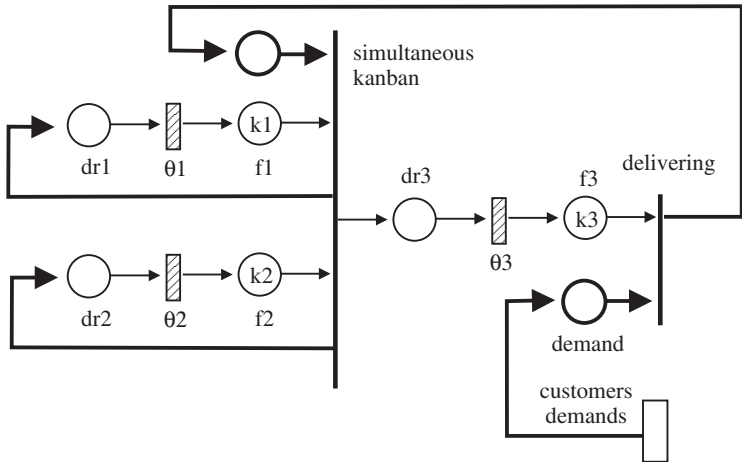 simultaneous
kanban
k1
dr1
θ1
f1
delivering
dr3
f3
k3
θ3
k2
dr2
θ2
f2
demand
customers
demands